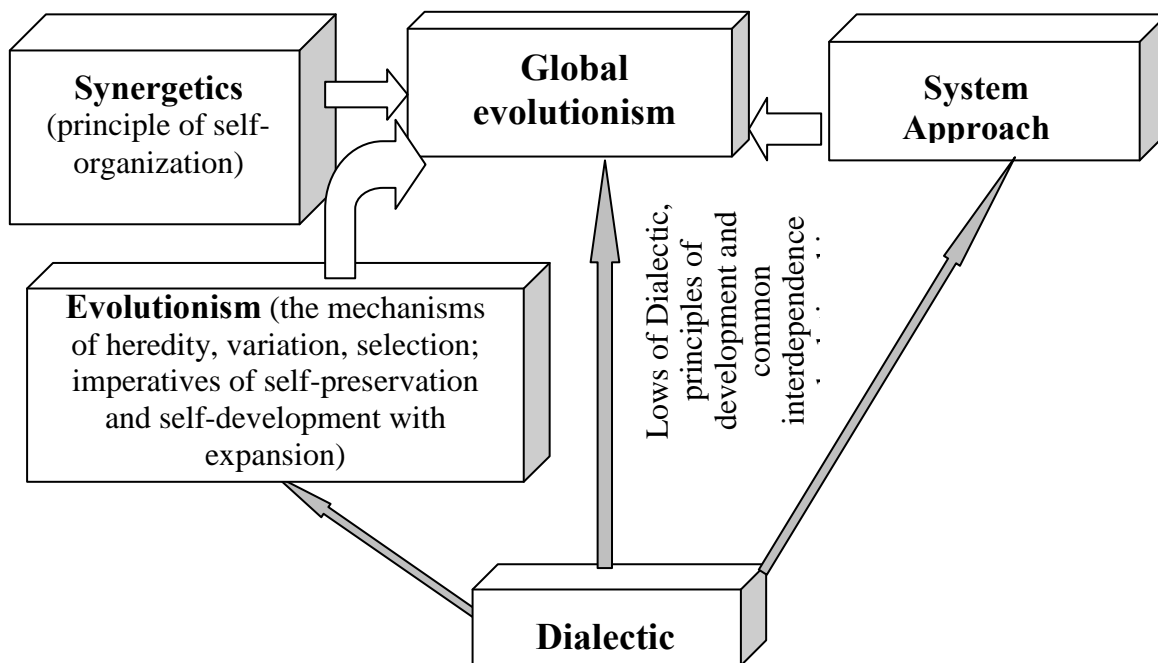 Synergetics
(principle of self-
organization)
Global
evolutionism
System
Approach
Evolutionism (the mechanisms
of heredity, variation, selection;
imperatives of self-preservation
and self-development with
expansion)
Lows of Dialectic,
principles of
development and
common
interdependence
Dialectic